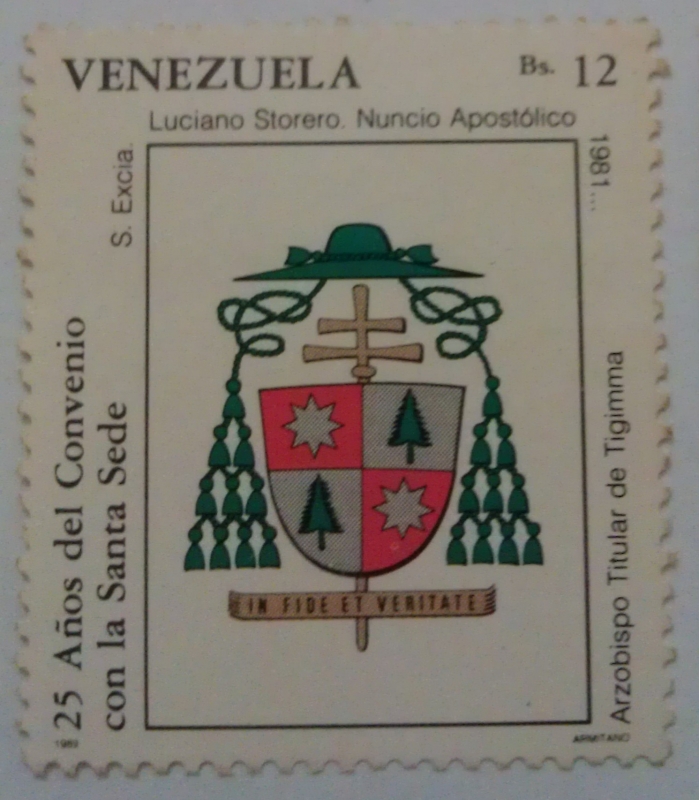 VENEZUELA Bs. 12
Luciano Storero. Nuncio Apostólico
1981...
S. Excia.
25 Años del Convenio
con la Santa Sede
Arzobispo Titular de Tigimma
IN FIDE ET VERITATE
1989
ARMITANO